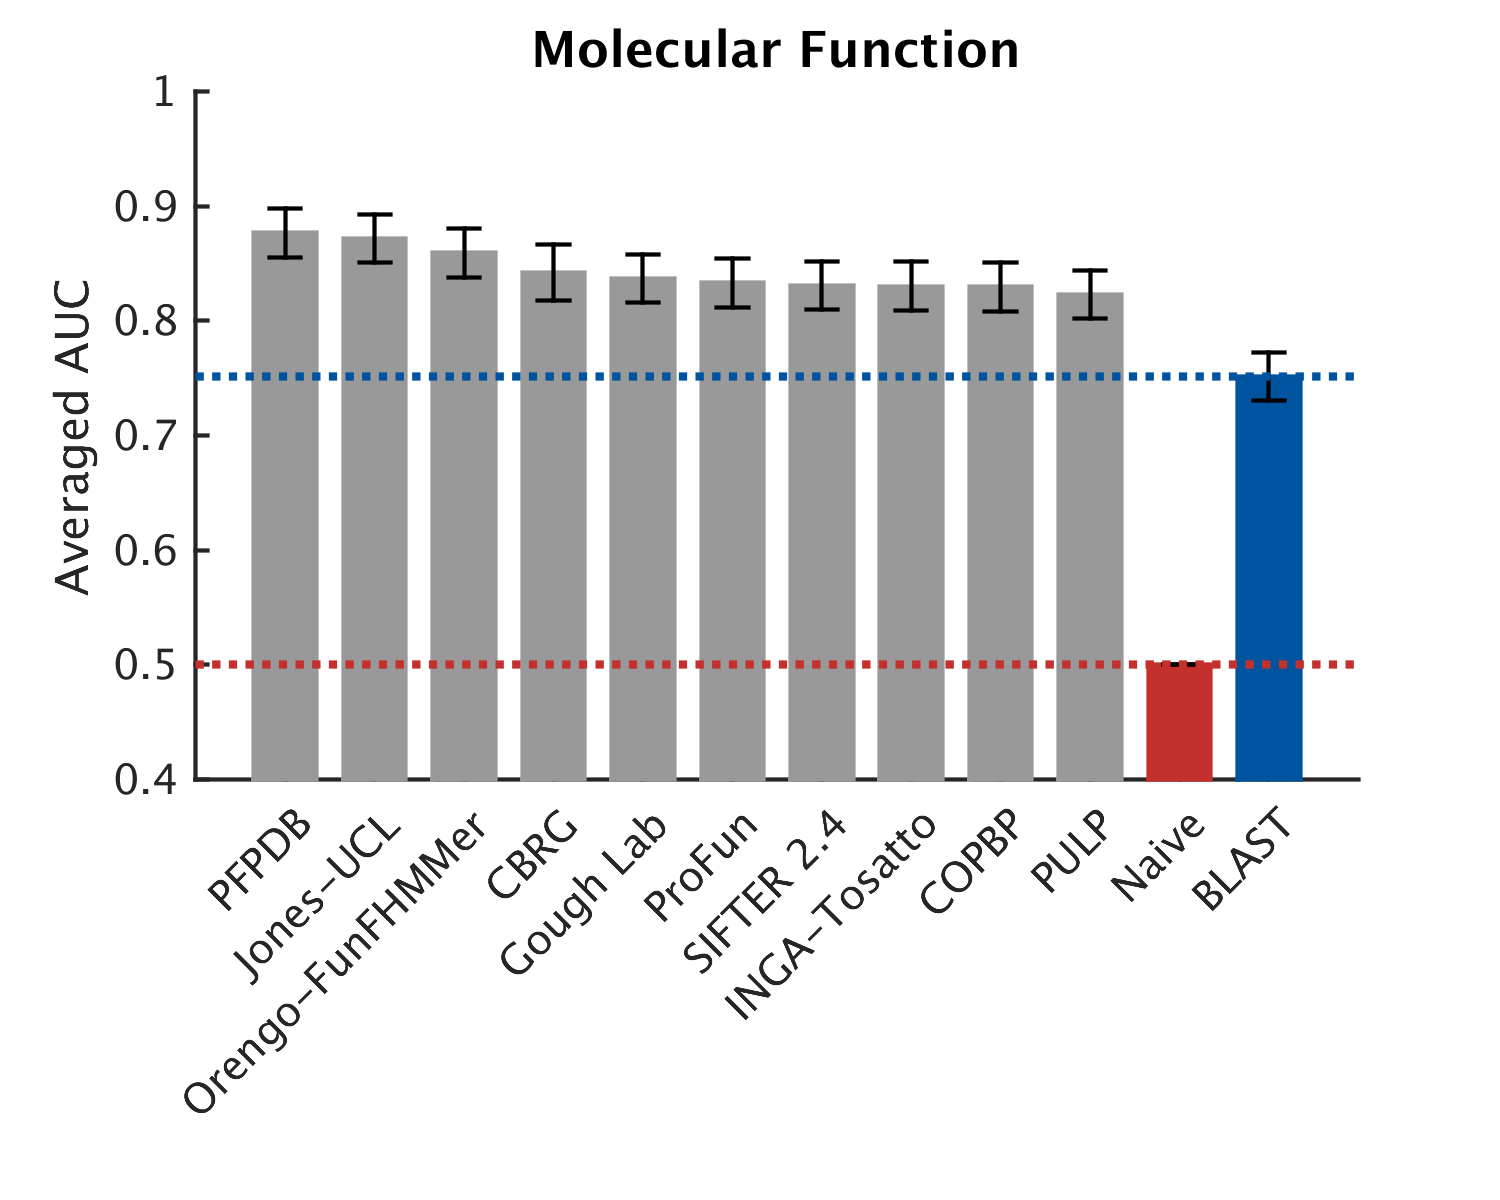 Molecular Function
1
0.9
0.8
0.7
0.6
0.5
0.4
Averaged AUC
PFPDB
Jones-UCL
Orengo-FunFHMMer
CBRG
Gough Lab
ProFun
SIFTER 2.4
INGA-Tosatto
COPBP
PULP
Naive
BLAST